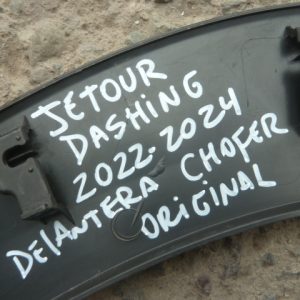 JETOUR
DASHING
2022-2024
DELANTERA CHOFER
ORIGINAL